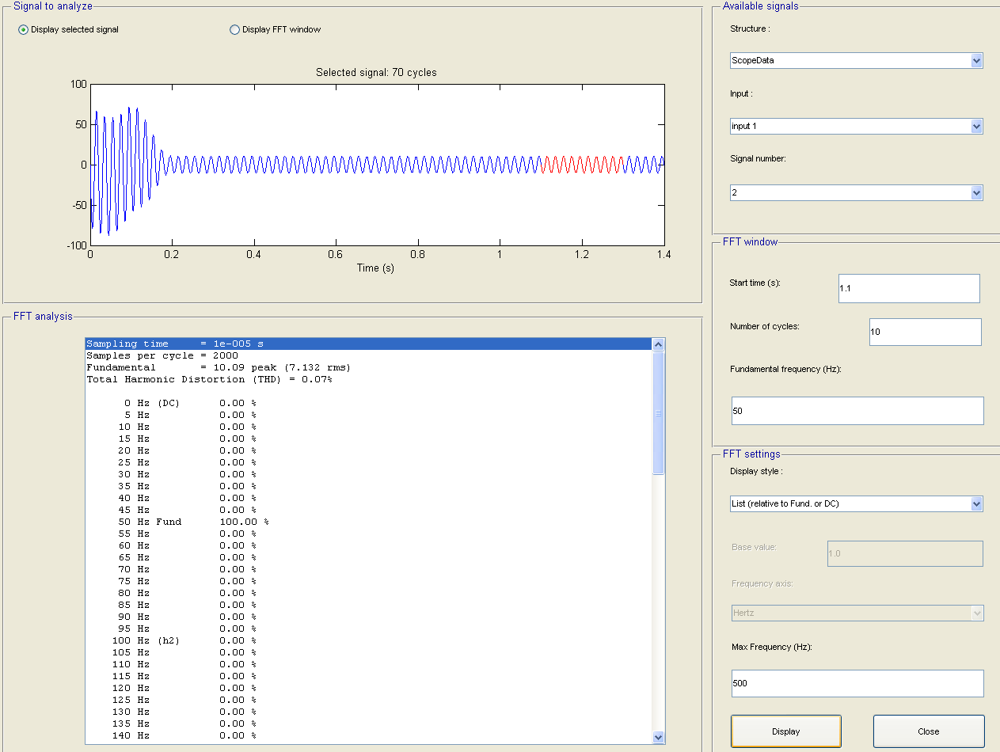 Signal to analyze
Display selected signal
Display FFT window
Selected signal: 70 cycles
100
50
0
-50
-100
0 0.2 0.4 0.6 0.8 1 1.2 1.4
Time (s)
FFT analysis
Sampling time = 1e-005 s
Samples per cycle = 2000
Fundamental = 10.09 peak (7.132 rms)
Total Harmonic Distortion (THD) = 0.07%
0 Hz (DC) 0.00 %
5 Hz 0.00 %
10 Hz 0.00 %
15 Hz 0.00 %
20 Hz 0.00 %
25 Hz 0.00 %
30 Hz 0.00 %
35 Hz 0.00 %
40 Hz 0.00 %
45 Hz 0.00 %
50 Hz Fund 100.00 %
55 Hz 0.00 %
60 Hz 0.00 %
65 Hz 0.00 %
70 Hz 0.00 %
75 Hz 0.00 %
80 Hz 0.00 %
85 Hz 0.00 %
90 Hz 0.00 %
95 Hz 0.00 %
100 Hz (h2) 0.00 %
105 Hz 0.00 %
110 Hz 0.00 %
115 Hz 0.00 %
120 Hz 0.00 %
125 Hz 0.00 %
130 Hz 0.00 %
135 Hz 0.00 %
140 Hz 0.00 %
Available signals
Structure :
ScopeData
Input :
input 1
Signal number:
2
FFT window
Start time (s):
1.1
Number of cycles:
10
Fundamental frequency (Hz):
50
FFT settings
Display style :
List (relative to Fund. or DC)
Base value:
1.0
Frequency axis:
Hertz
Max Frequency (Hz):
500
Display
Close